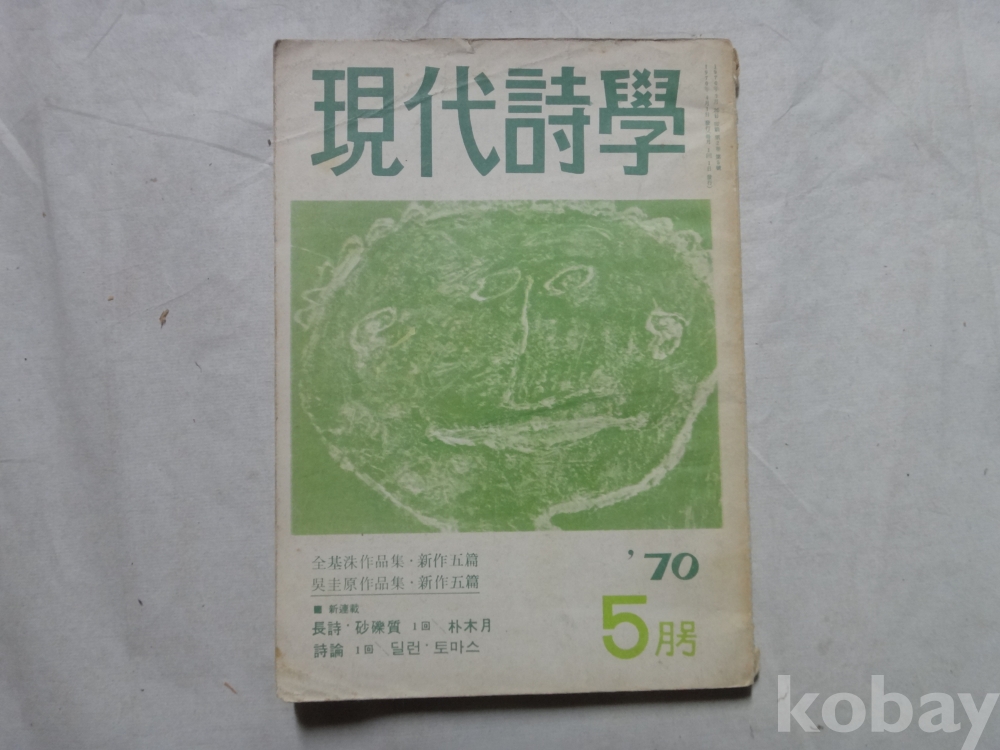 現代詩學
全基洙作品集·新作五篇
吳圭原作品集·新作五篇
■ 新連載
長詩·砂礫質 1回 朴木月
詩論 1回 딜런·토마스
'70
5月号
kobay